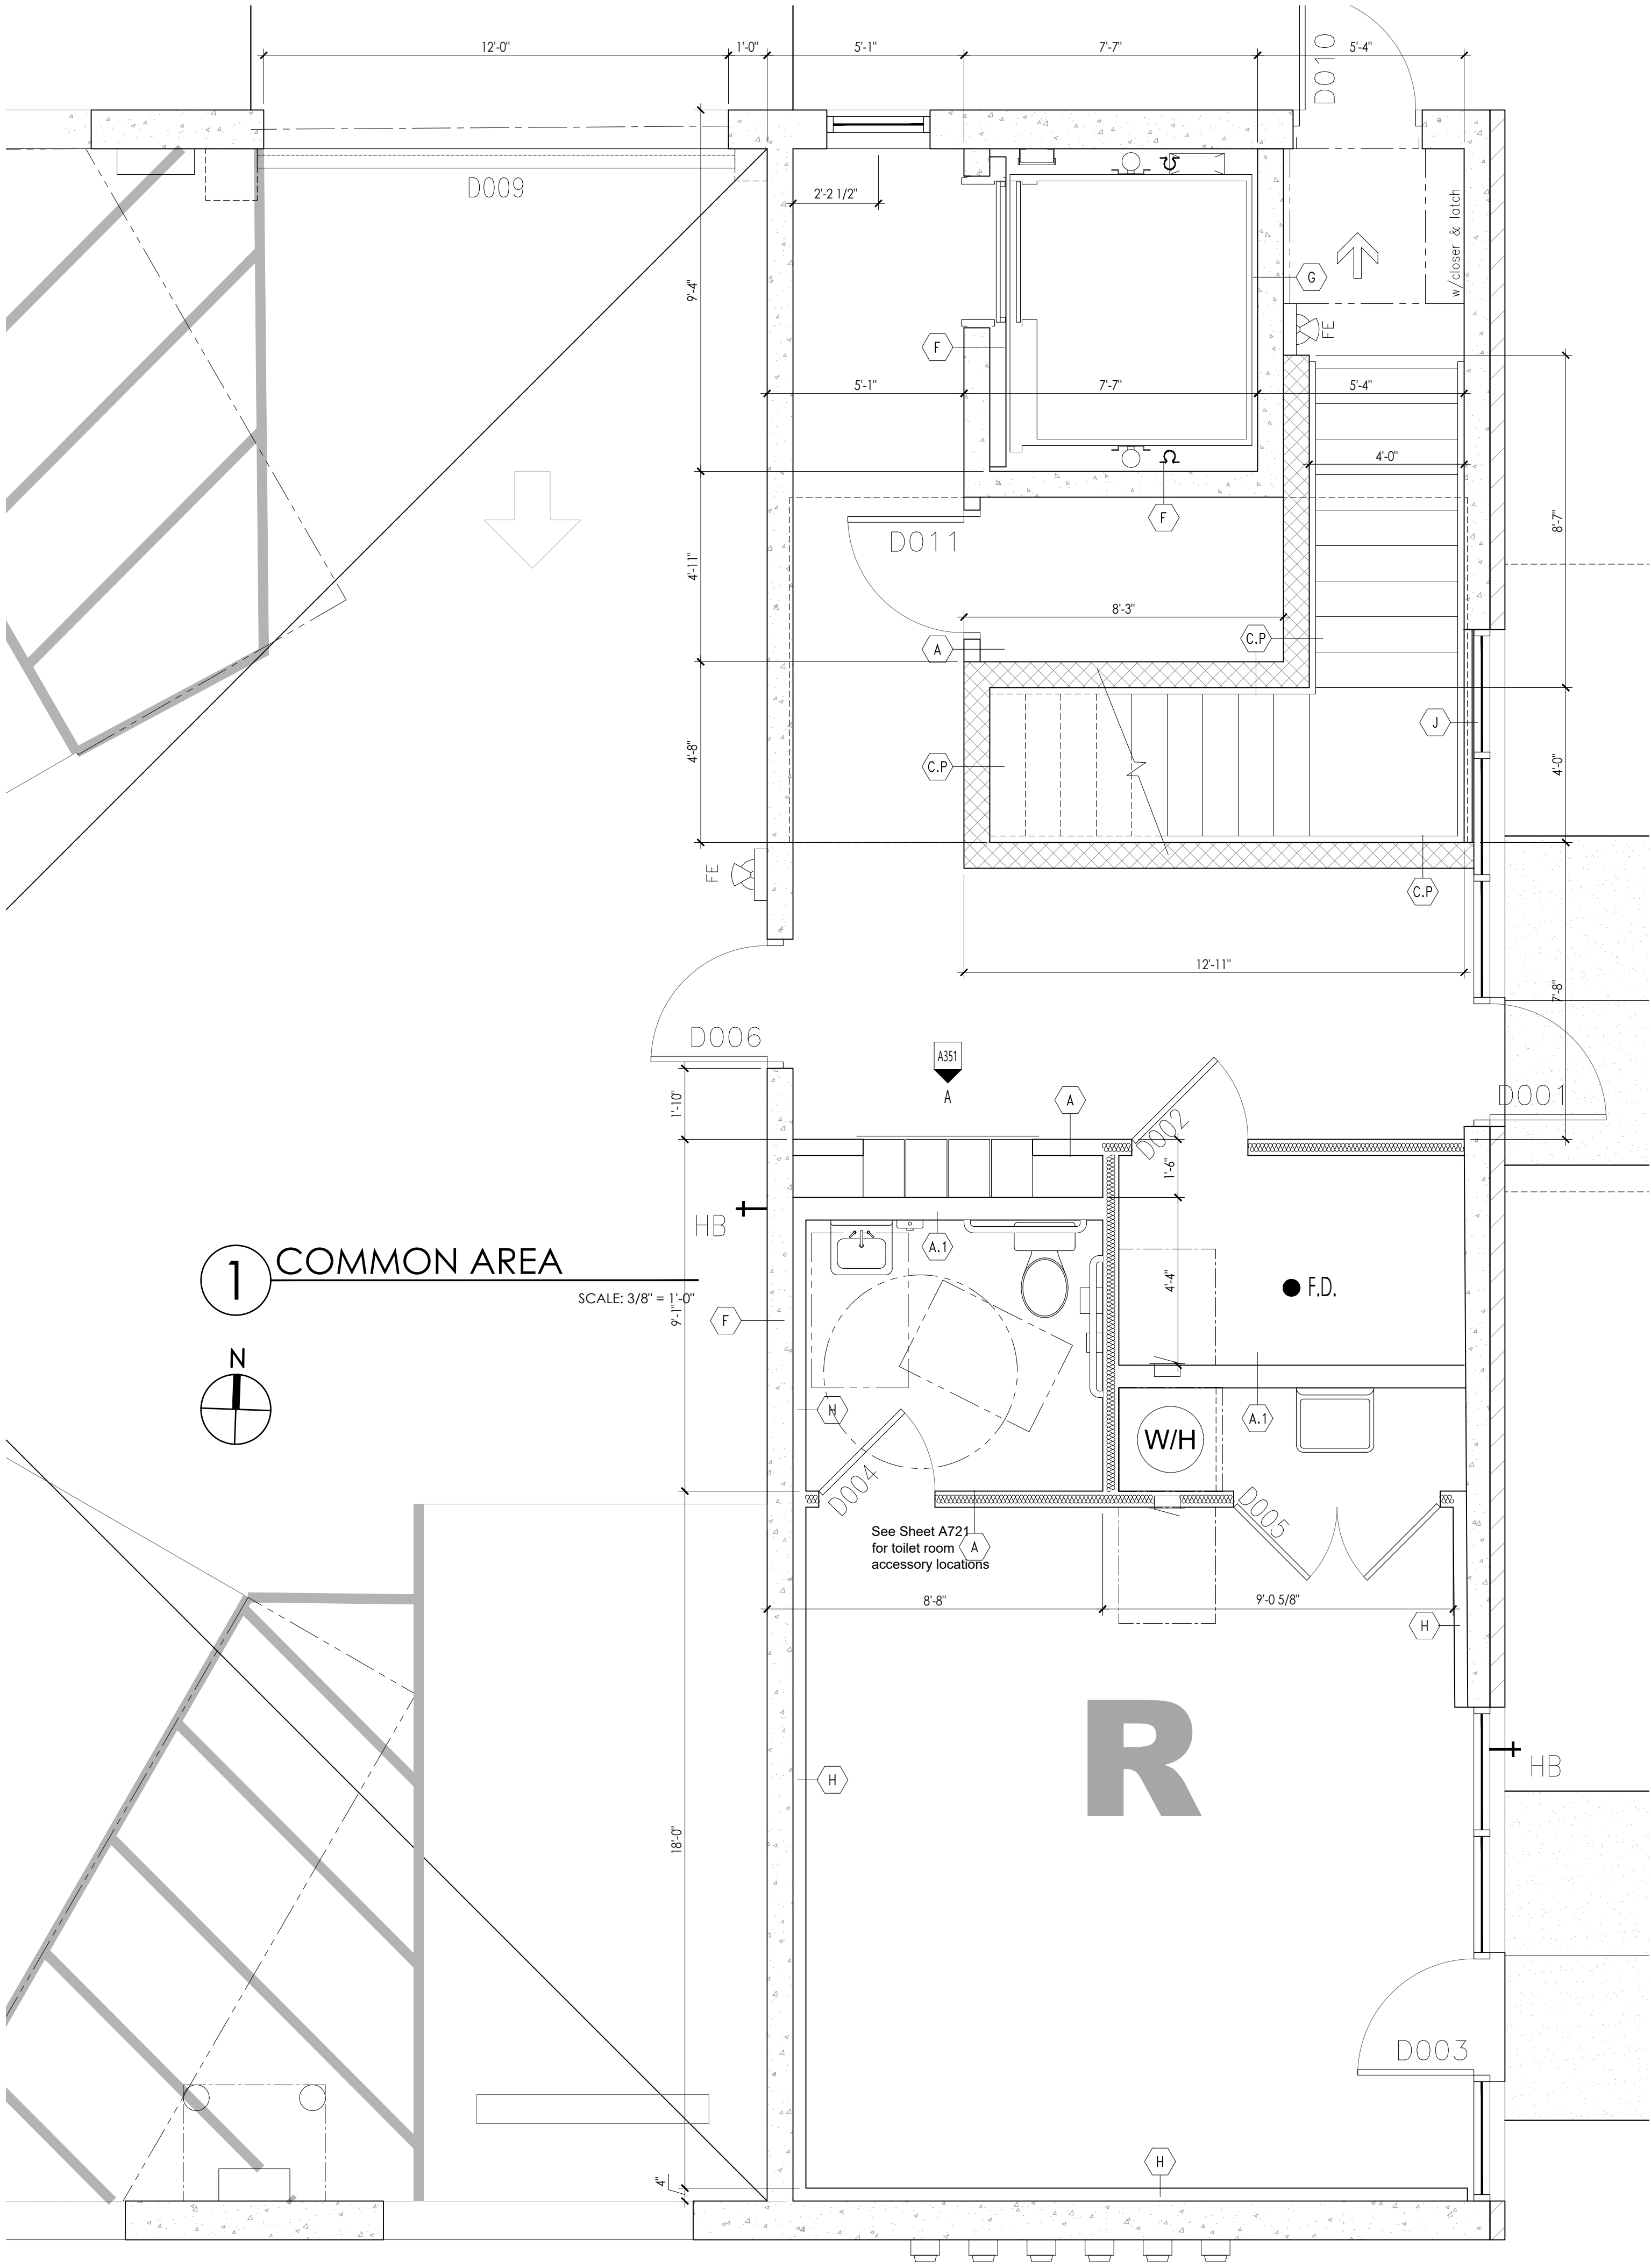 12'-0"
1'-0"
5'-1"
7'-7"
5'-4"
D010
D009
2'-2 1/2"
w/closer & latch
G
9'-4"
FE
F
5'-1"
7'-7"
5'-4"
4'-0"
F
D011
8'-7"
4'-11"
8'-3"
A
C.P
J
4'-8"
C.P
4'-0"
FE
C.P
12'-11"
7'-8"
D006
A351
A
A
D001
1'-10"
D002
1'-6"
HB
A.1
1
COMMON AREA
SCALE: 3/8" = 1'-0"
4'-4"
F.D.
9'-1"
F
N
H
A.1
W/H
D004
D005
See Sheet A721
for toilet room
accessory locations
A
8'-8"
9'-0 5/8"
H
R
HB
H
18'-0"
D003
H
4"